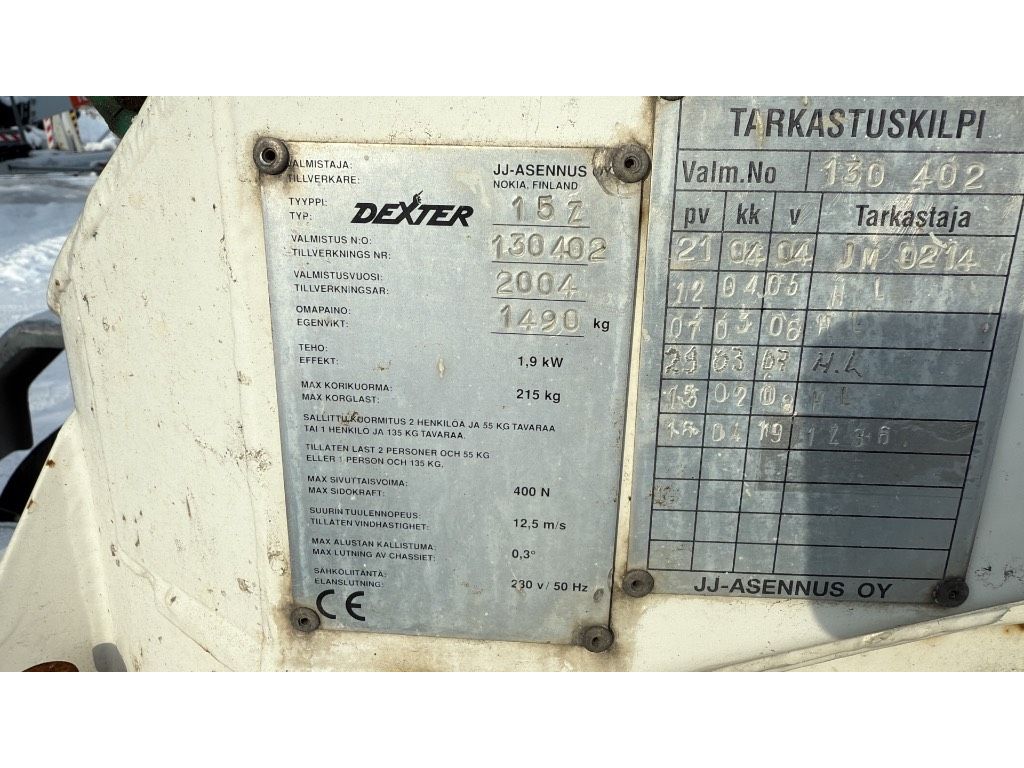 VALMISTAJA: JJ-ASENNUS
TILLVERKARE: NOKIA, FINLAND
TYYPPI:
TYP: DEXTER 15Z
VALMISTUS N:O: 130402
TILLVERKNINGS NR:
VALMISTUSVUOSI: 2004
TILLVERKNINGSAR:
OMAPAINO: 1490 kg
EGENVIKT:
TEHO:
EFFEKT: 1,9 kW
MAX KORIKUORMA: 215 kg
MAX KORGLAST:
SALLITTU KUORMITUS 2 HENKILÖÄ JA 55 KG TAVARAA
TAI 1 HENKILÖ JA 135 KG TAVARAA.
TILLÅTEN LAST 2 PERSONER OCH 55 KG
ELLER 1 PERSON OCH 135 KG.
MAX SIVUTTAISVOIMA:
MAX SIDOKRAFT: 400 N
SUURIN TUULENNOPEUS:
TILLÅTEN VINDHASTIGHET: 12,5 m/s
MAX ALUSTAN KALLISTUMA:
MAX LUTNING AV CHASSIET: 0,3°
SÄHKÖLIITÄNTÄ:
ELANSLUTNING: 230 v / 50 Hz
CE
TARKASTUSKILPI
Valm.No 130 402
pv kk v Tarkastaja
21 04 04 JM 0214
12 04 05 L
07 03 06 L
29 03 07 H.L
02 L
04 19 1236
JJ-ASENNUS OY